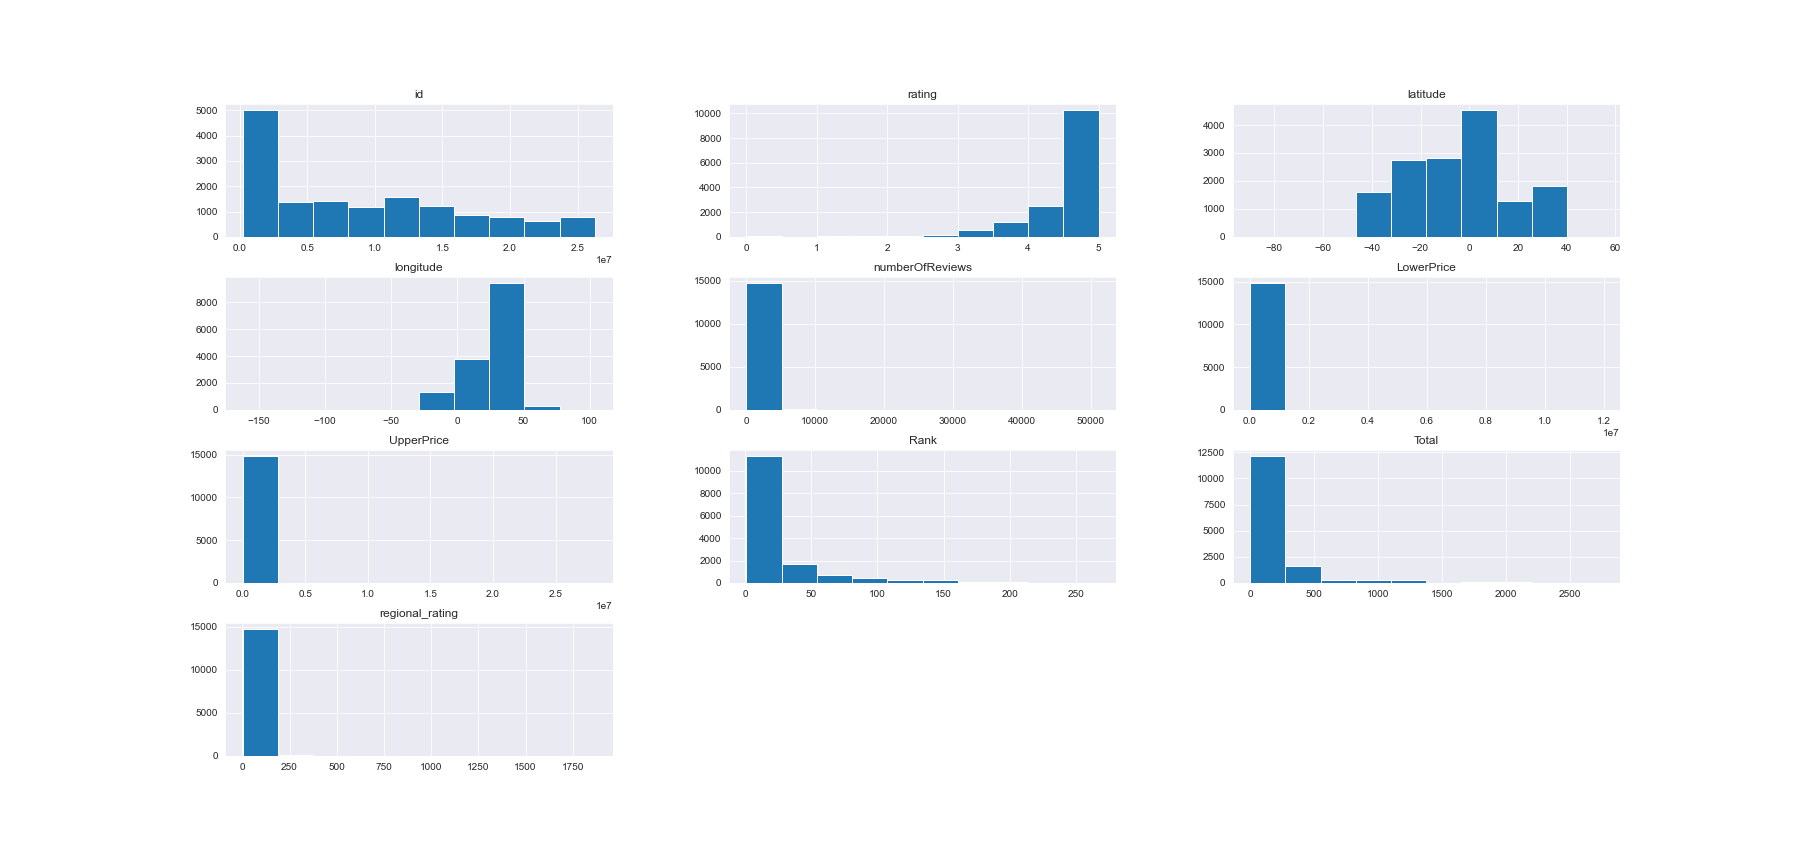 id
5000
4000
3000
2000
1000
0
0.0 0.5 1.0 1.5 2.0 2.5
1e7
rating
10000
8000
6000
4000
2000
0
0 1 2 3 4 5
latitude
4000
3000
2000
1000
0
−80 −60 −40 −20 0 20 40 60
longitude
8000
6000
4000
2000
0
−150 −100 −50 0 50 100
numberOfReviews
15000
10000
5000
0
0 10000 20000 30000 40000 50000
LowerPrice
15000
10000
5000
0
0.0 0.2 0.4 0.6 0.8 1.0 1.2
1e7
UpperPrice
15000
10000
5000
0
0.0 0.5 1.0 1.5 2.0 2.5
1e7
Rank
10000
8000
6000
4000
2000
0
0 50 100 150 200 250
Total
12500
10000
7500
5000
2500
0
0 500 1000 1500 2000 2500
regional_rating
15000
10000
5000
0
0 250 500 750 1000 1250 1500 1750